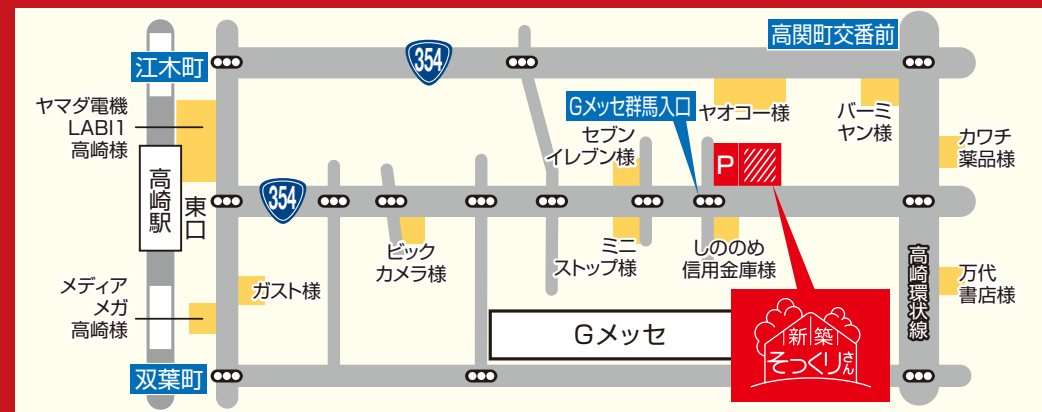 354
高関町交番前
江木町
Gメッセ群馬入口
ヤオコー様
バーミ
ヤン様
ヤマダ電機
LABI1
高崎様
セブン
イレブン様
カワチ
薬品様
P
高崎駅
東口
354
ビック
カメラ様
ミニ
ストップ様
しののめ
信用金庫様
高崎環状線
万代
書店様
メディア
メガ
高崎様
ガスト様
Gメッセ
新築
そっくりさん
双葉町